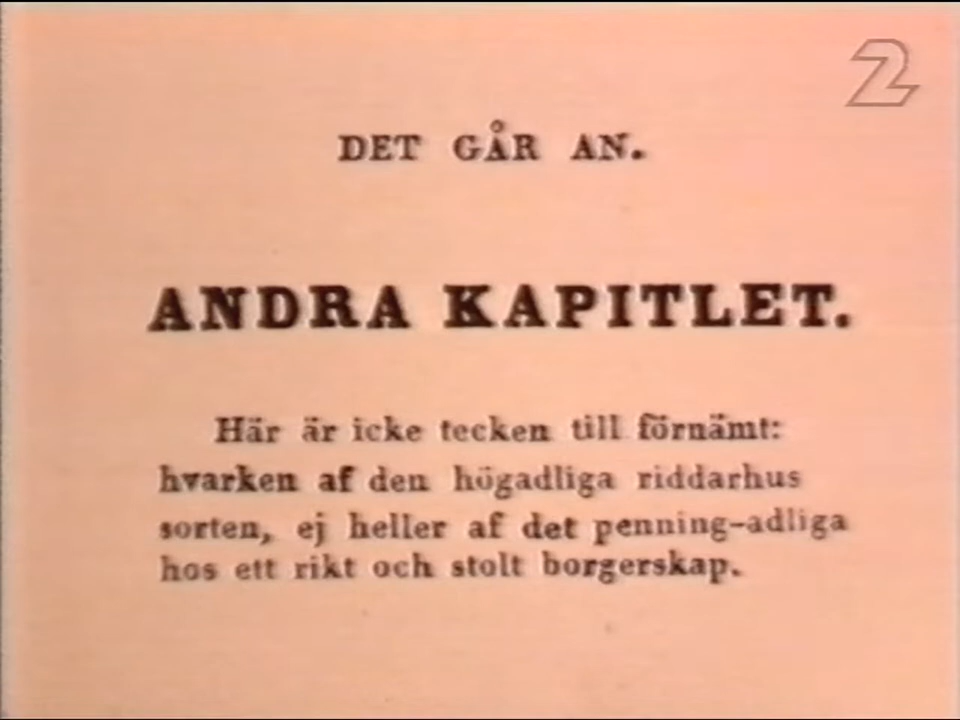 2
DET GÅR AN.
ANDRA KAPITLET.
Här är icke tecken till förnämt:
hvarken af den högadliga riddarhus
sorten, ej heller af det penning-adliga
hos ett rikt och stolt borgerskap.